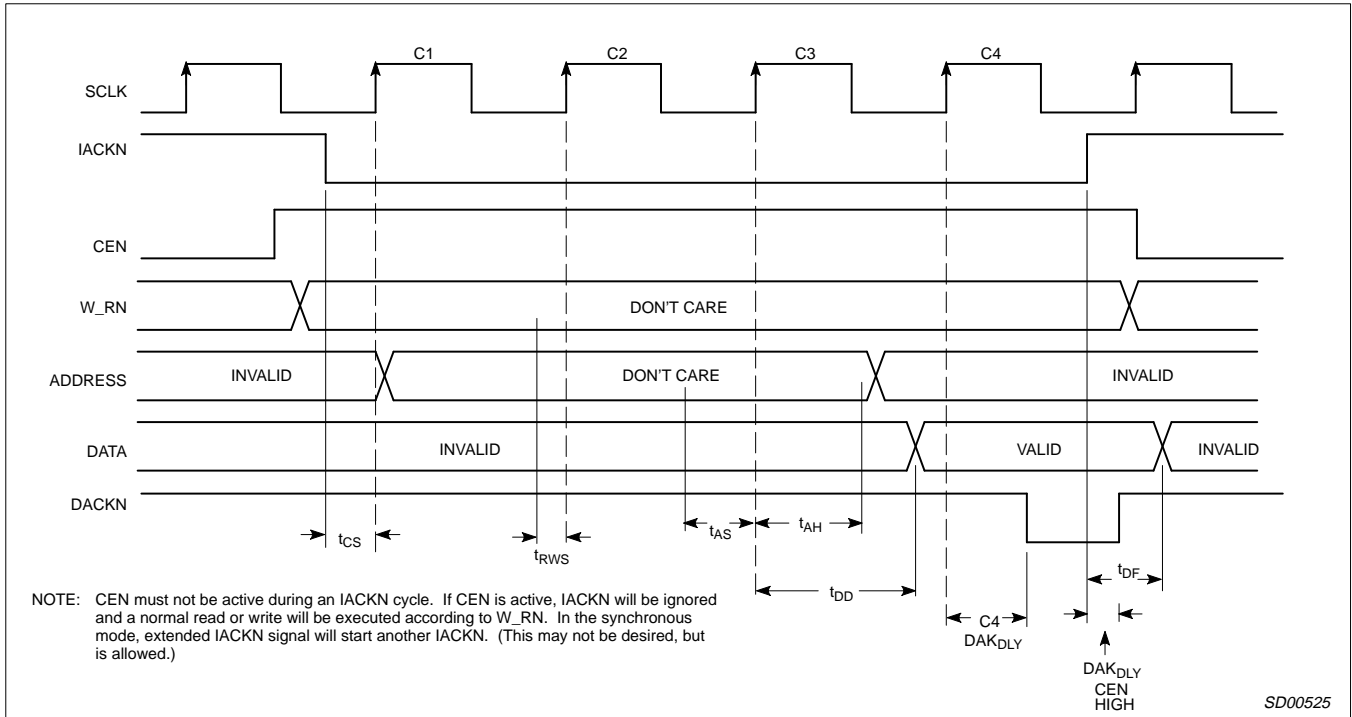 C1 C2 C3 C4
SCLK
IACKN
CEN
W_RN DON'T CARE
ADDRESS INVALID DON'T CARE INVALID
DATA INVALID VALID INVALID
DACKN
tCS tRWS tAS tAH
tDD tDF
C4
DAKDLY
DAKDLY
CEN
HIGH
NOTE: CEN must not be active during an IACKN cycle. If CEN is active, IACKN will be ignored
and a normal read or write will be executed according to W_RN. In the synchronous
mode, extended IACKN signal will start another IACKN. (This may not be desired, but
is allowed.)
SD00525